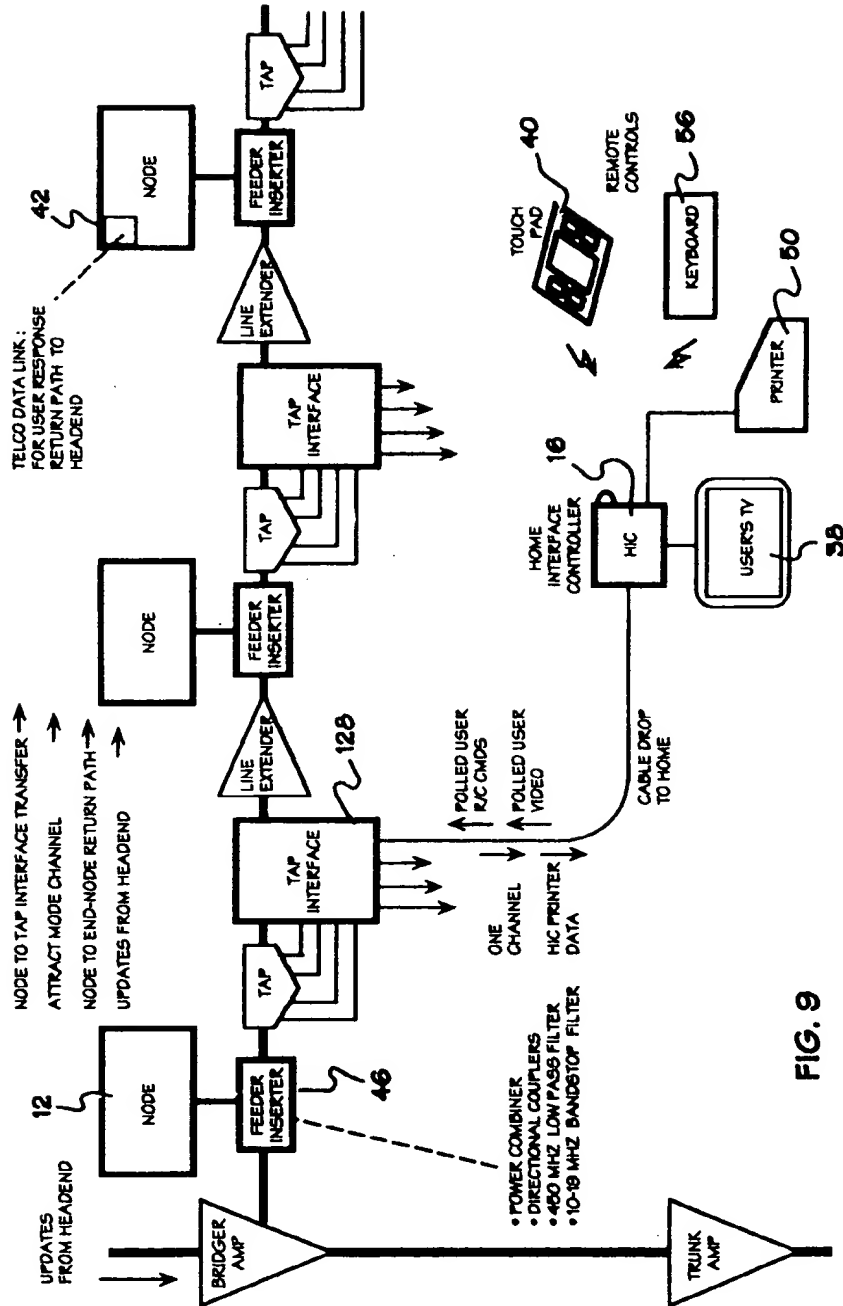 UPDATES
FROM HEADEND
NODE TO TAP INTERFACE TRANSFER
ATTRACT MODE CHANNEL
NODE TO END-NODE RETURN PATH
UPDATES FROM HEADEND
TELCO DATA LINK:
FOR USER RESPONSE
RETURN PATH TO
HEADEND
12
NODE
NODE
42
NODE
BRIDGER
AMP
FEEDER
INSERTER
46
TAP
TAP
INTERFACE
128
LINE
EXTENDER
FEEDER
INSERTER
TAP
TAP
INTERFACE
LINE
EXTENDER
FEEDER
INSERTER
TAP
• POWER COMBINER
• DIRECTIONAL COUPLERS
• 450 MHZ LOW PASS FILTER
• 10-19 MHZ BANDSTOP FILTER
ONE
CHANNEL
HIC PRINTER
DATA
POLLED USER
R/C CMDS
POLLED USER
VIDEO
CABLE DROP
TO HOME
HOME
INTERFACE
CONTROLLER
16
HIC
USER'S TV
38
TOUCH
PAD
40
REMOTE
CONTROLS
KEYBOARD
56
PRINTER
50
TRUNK
AMP
FIG. 9